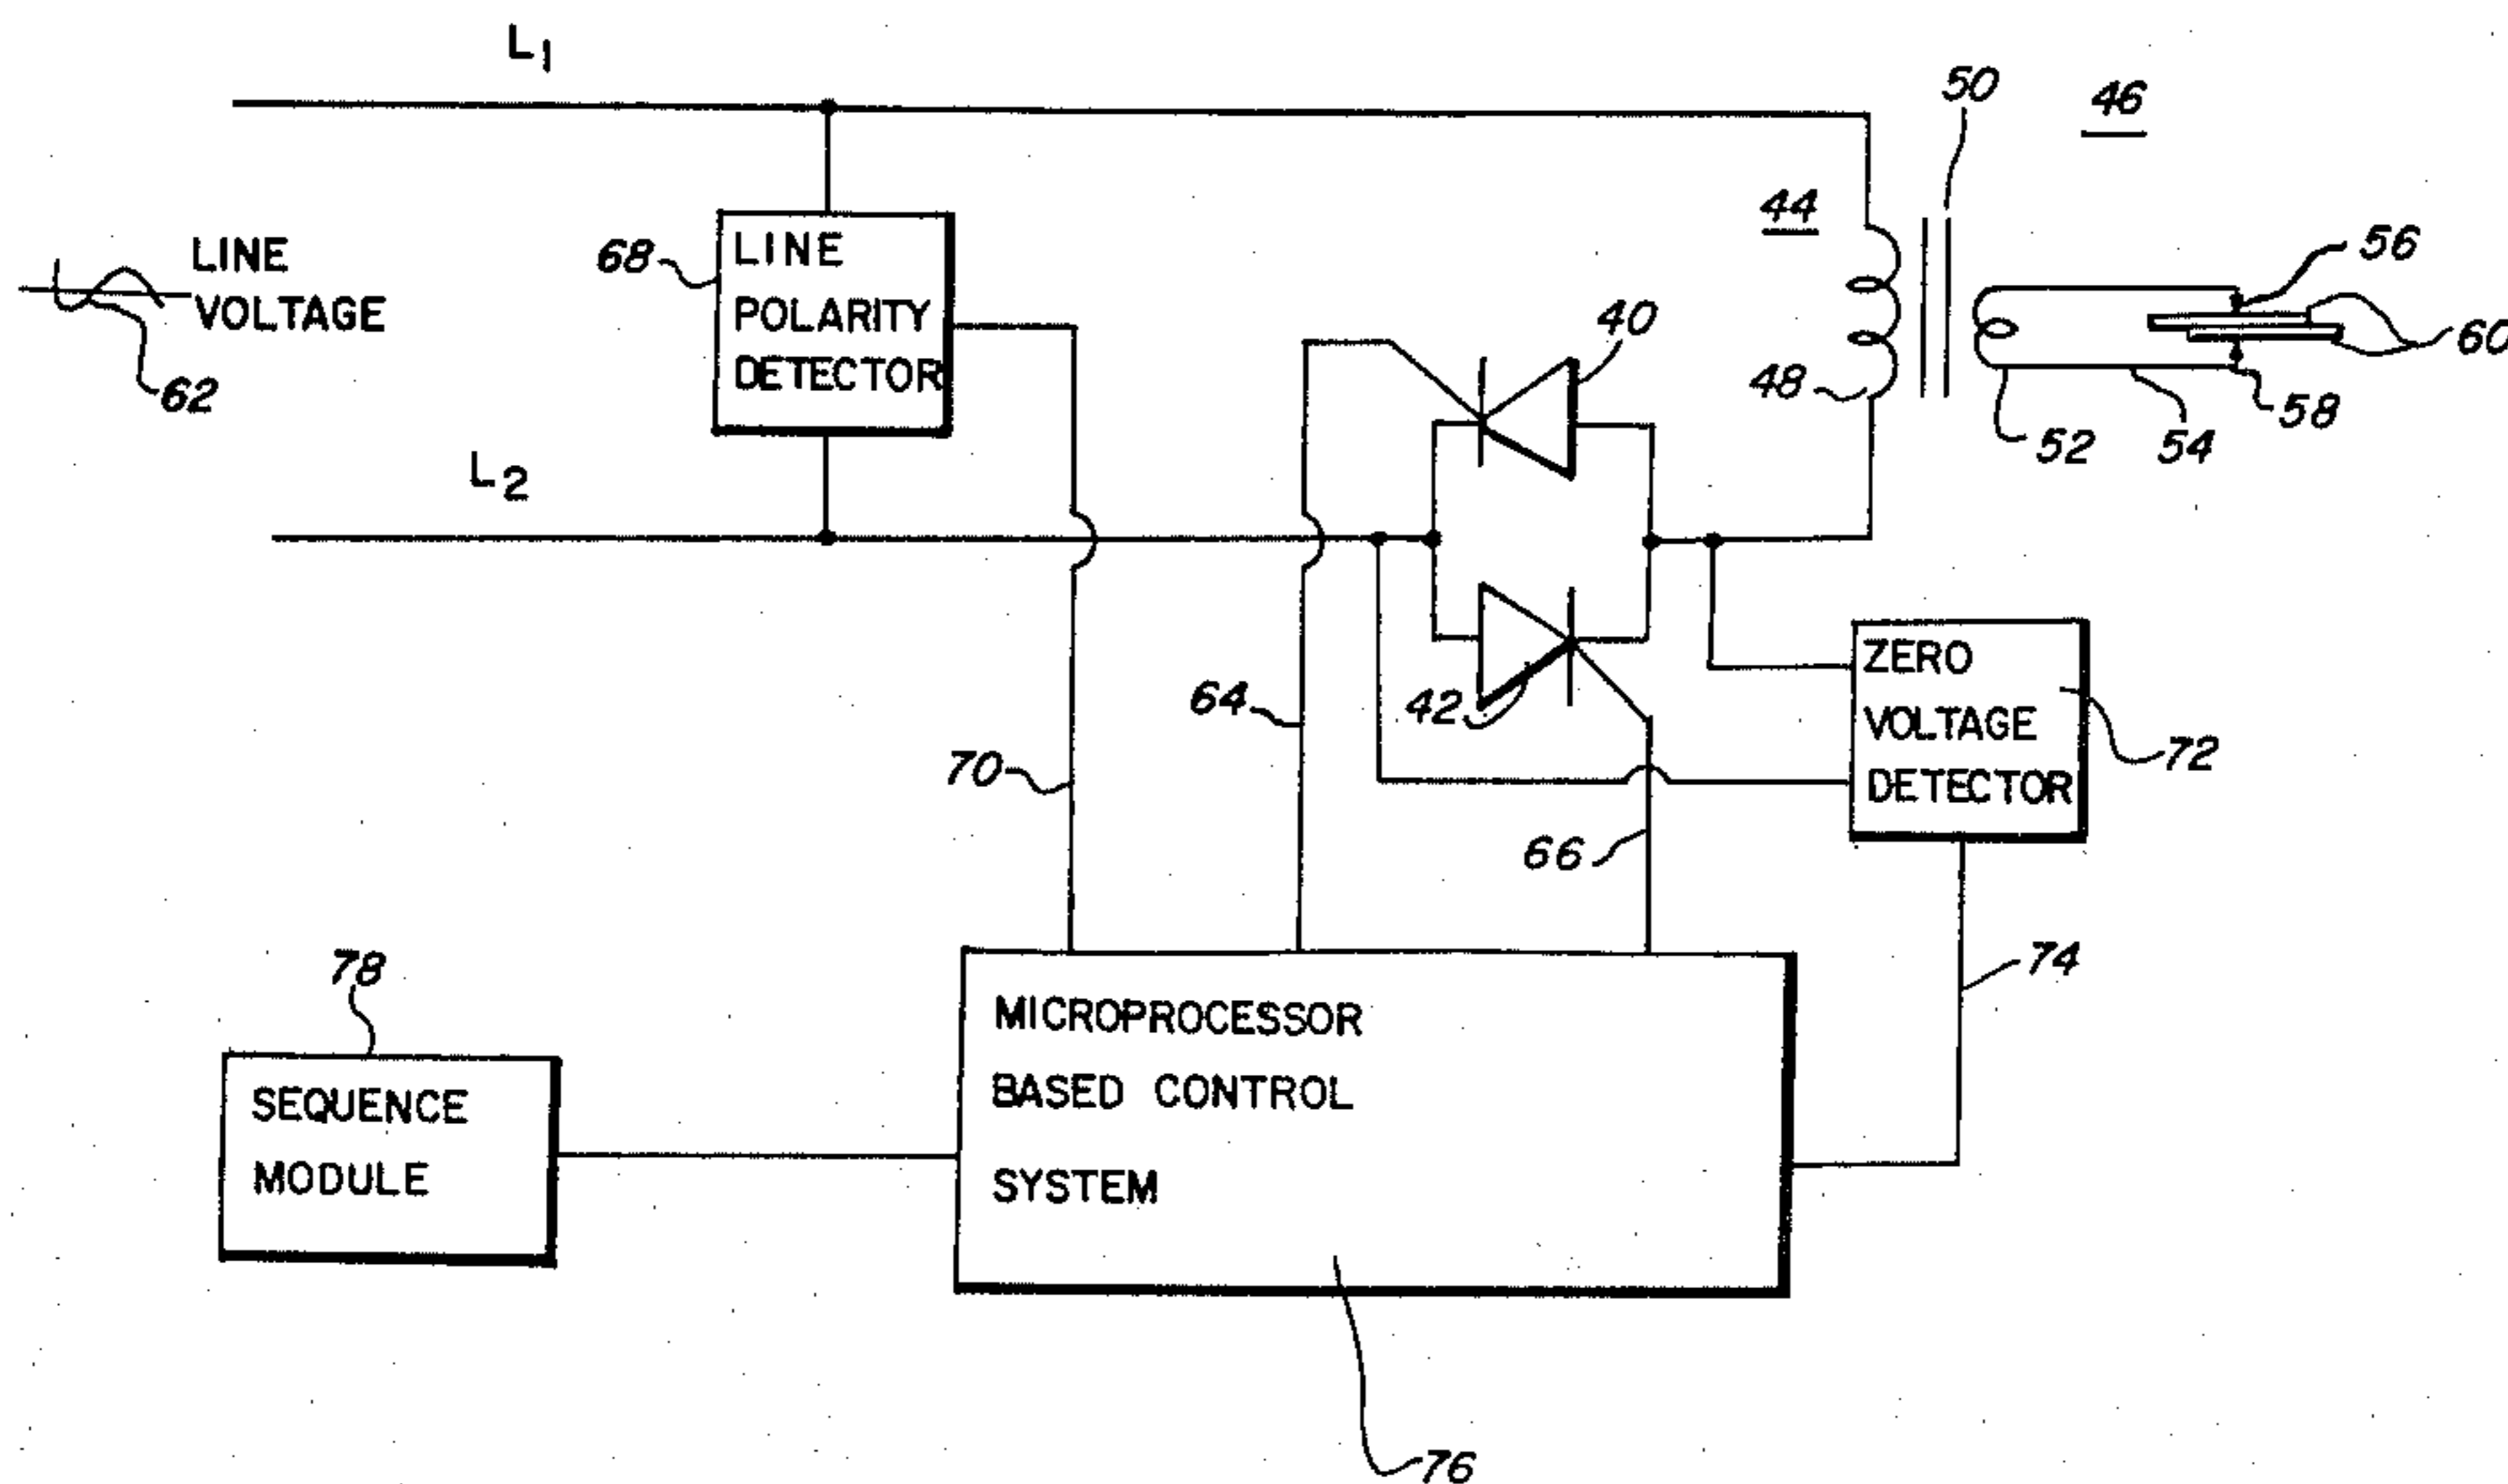 L1
50
46
44
56
LINE
VOLTAGE
68
LINE
POLARITY
DETECTOR
40
60
48
58
62
52
54
L2
ZERO
VOLTAGE
DETECTOR
64
42
70
72
66
78
74
MICROPROCESSOR
BASED CONTROL
SYSTEM
SEQUENCE
MODULE
76